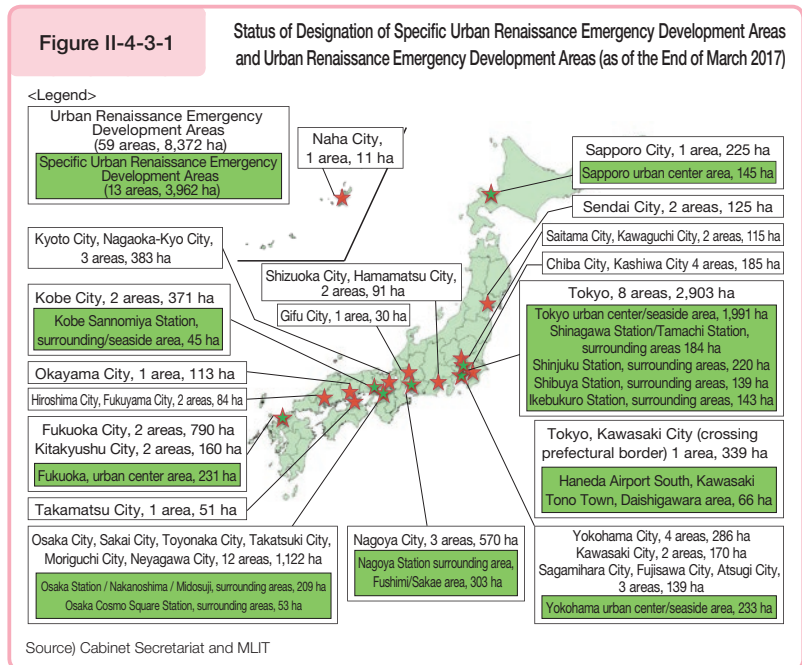 Figure II-4-3-1
Status of Designation of Specific Urban Renaissance Emergency Development Areas
and Urban Renaissance Emergency Development Areas (as of the End of March 2017)
<Legend>
Urban Renaissance Emergency
Development Areas
(59 areas, 8,372 ha)
Specific Urban Renaissance Emergency
Development Areas
(13 areas, 3,962 ha)
Naha City,
1 area, 11 ha
Sapporo City, 1 area, 225 ha
Sapporo urban center area, 145 ha
Sendai City, 2 areas, 125 ha
Saitama City, Kawaguchi City, 2 areas, 115 ha
Chiba City, Kashiwa City 4 areas, 185 ha
Kyoto City, Nagaoka-Kyo City,
3 areas, 383 ha
Shizuoka City, Hamamatsu City,
2 areas, 91 ha
Gifu City, 1 area, 30 ha
Kobe City, 2 areas, 371 ha
Kobe Sannomiya Station,
surrounding/seaside area, 45 ha
Tokyo, 8 areas, 2,903 ha
Tokyo urban center/seaside area, 1,991 ha
Shinagawa Station/Tamachi Station,
surrounding areas 184 ha
Shinjuku Station, surrounding areas, 220 ha
Shibuya Station, surrounding areas, 139 ha
Ikebukuro Station, surrounding areas, 143 ha
Okayama City, 1 area, 113 ha
Hiroshima City, Fukuyama City, 2 areas, 84 ha
Fukuoka City, 2 areas, 790 ha
Kitakyushu City, 2 areas, 160 ha
Fukuoka, urban center area, 231 ha
Takamatsu City, 1 area, 51 ha
Tokyo, Kawasaki City (crossing
prefectural border) 1 area, 339 ha
Haneda Airport South, Kawasaki
Tono Town, Daishigawara area, 66 ha
Osaka City, Sakai City, Toyonaka City, Takatsuki City,
Moriguchi City, Neyagawa City, 12 areas, 1,122 ha
Osaka Station / Nakanoshima / Midosuji, surrounding areas, 209 ha
Osaka Cosmo Square Station, surrounding areas, 53 ha
Nagoya City, 3 areas, 570 ha
Nagoya Station surrounding area,
Fushimi/Sakae area, 303 ha
Yokohama City, 4 areas, 286 ha
Kawasaki City, 2 areas, 170 ha
Sagamihara City, Fujisawa City, Atsugi City,
3 areas, 139 ha
Yokohama urban center/seaside area, 233 ha
Source) Cabinet Secretariat and MLIT